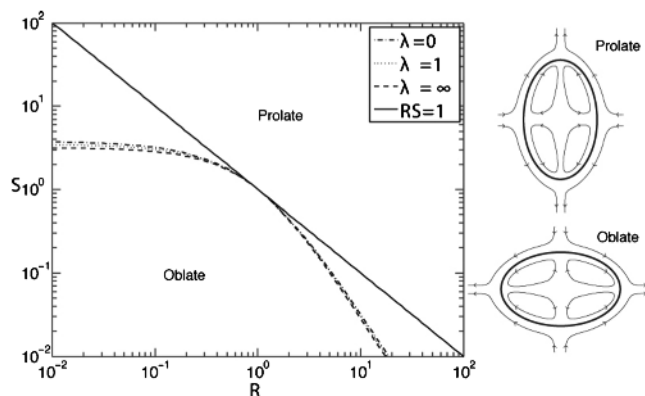 10²
10¹
S10⁰
10⁻¹
10⁻²
10⁻²
10⁻¹
10⁰
10¹
10²
R
λ=0
λ =1
λ =∞
RS=1
Prolate
Oblate
Prolate
Oblate